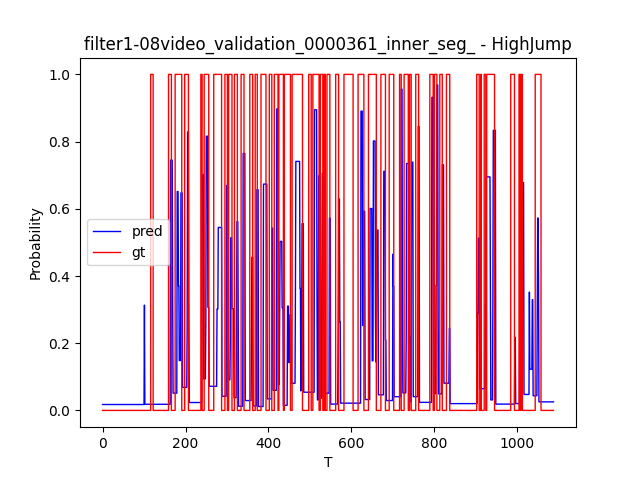 filter1-08video_validation_0000361_inner_seg_ - HighJump
1.0
0.8
0.6
0.4
0.2
0.0
Probability
pred
gt
0 200 400 600 800 1000
T